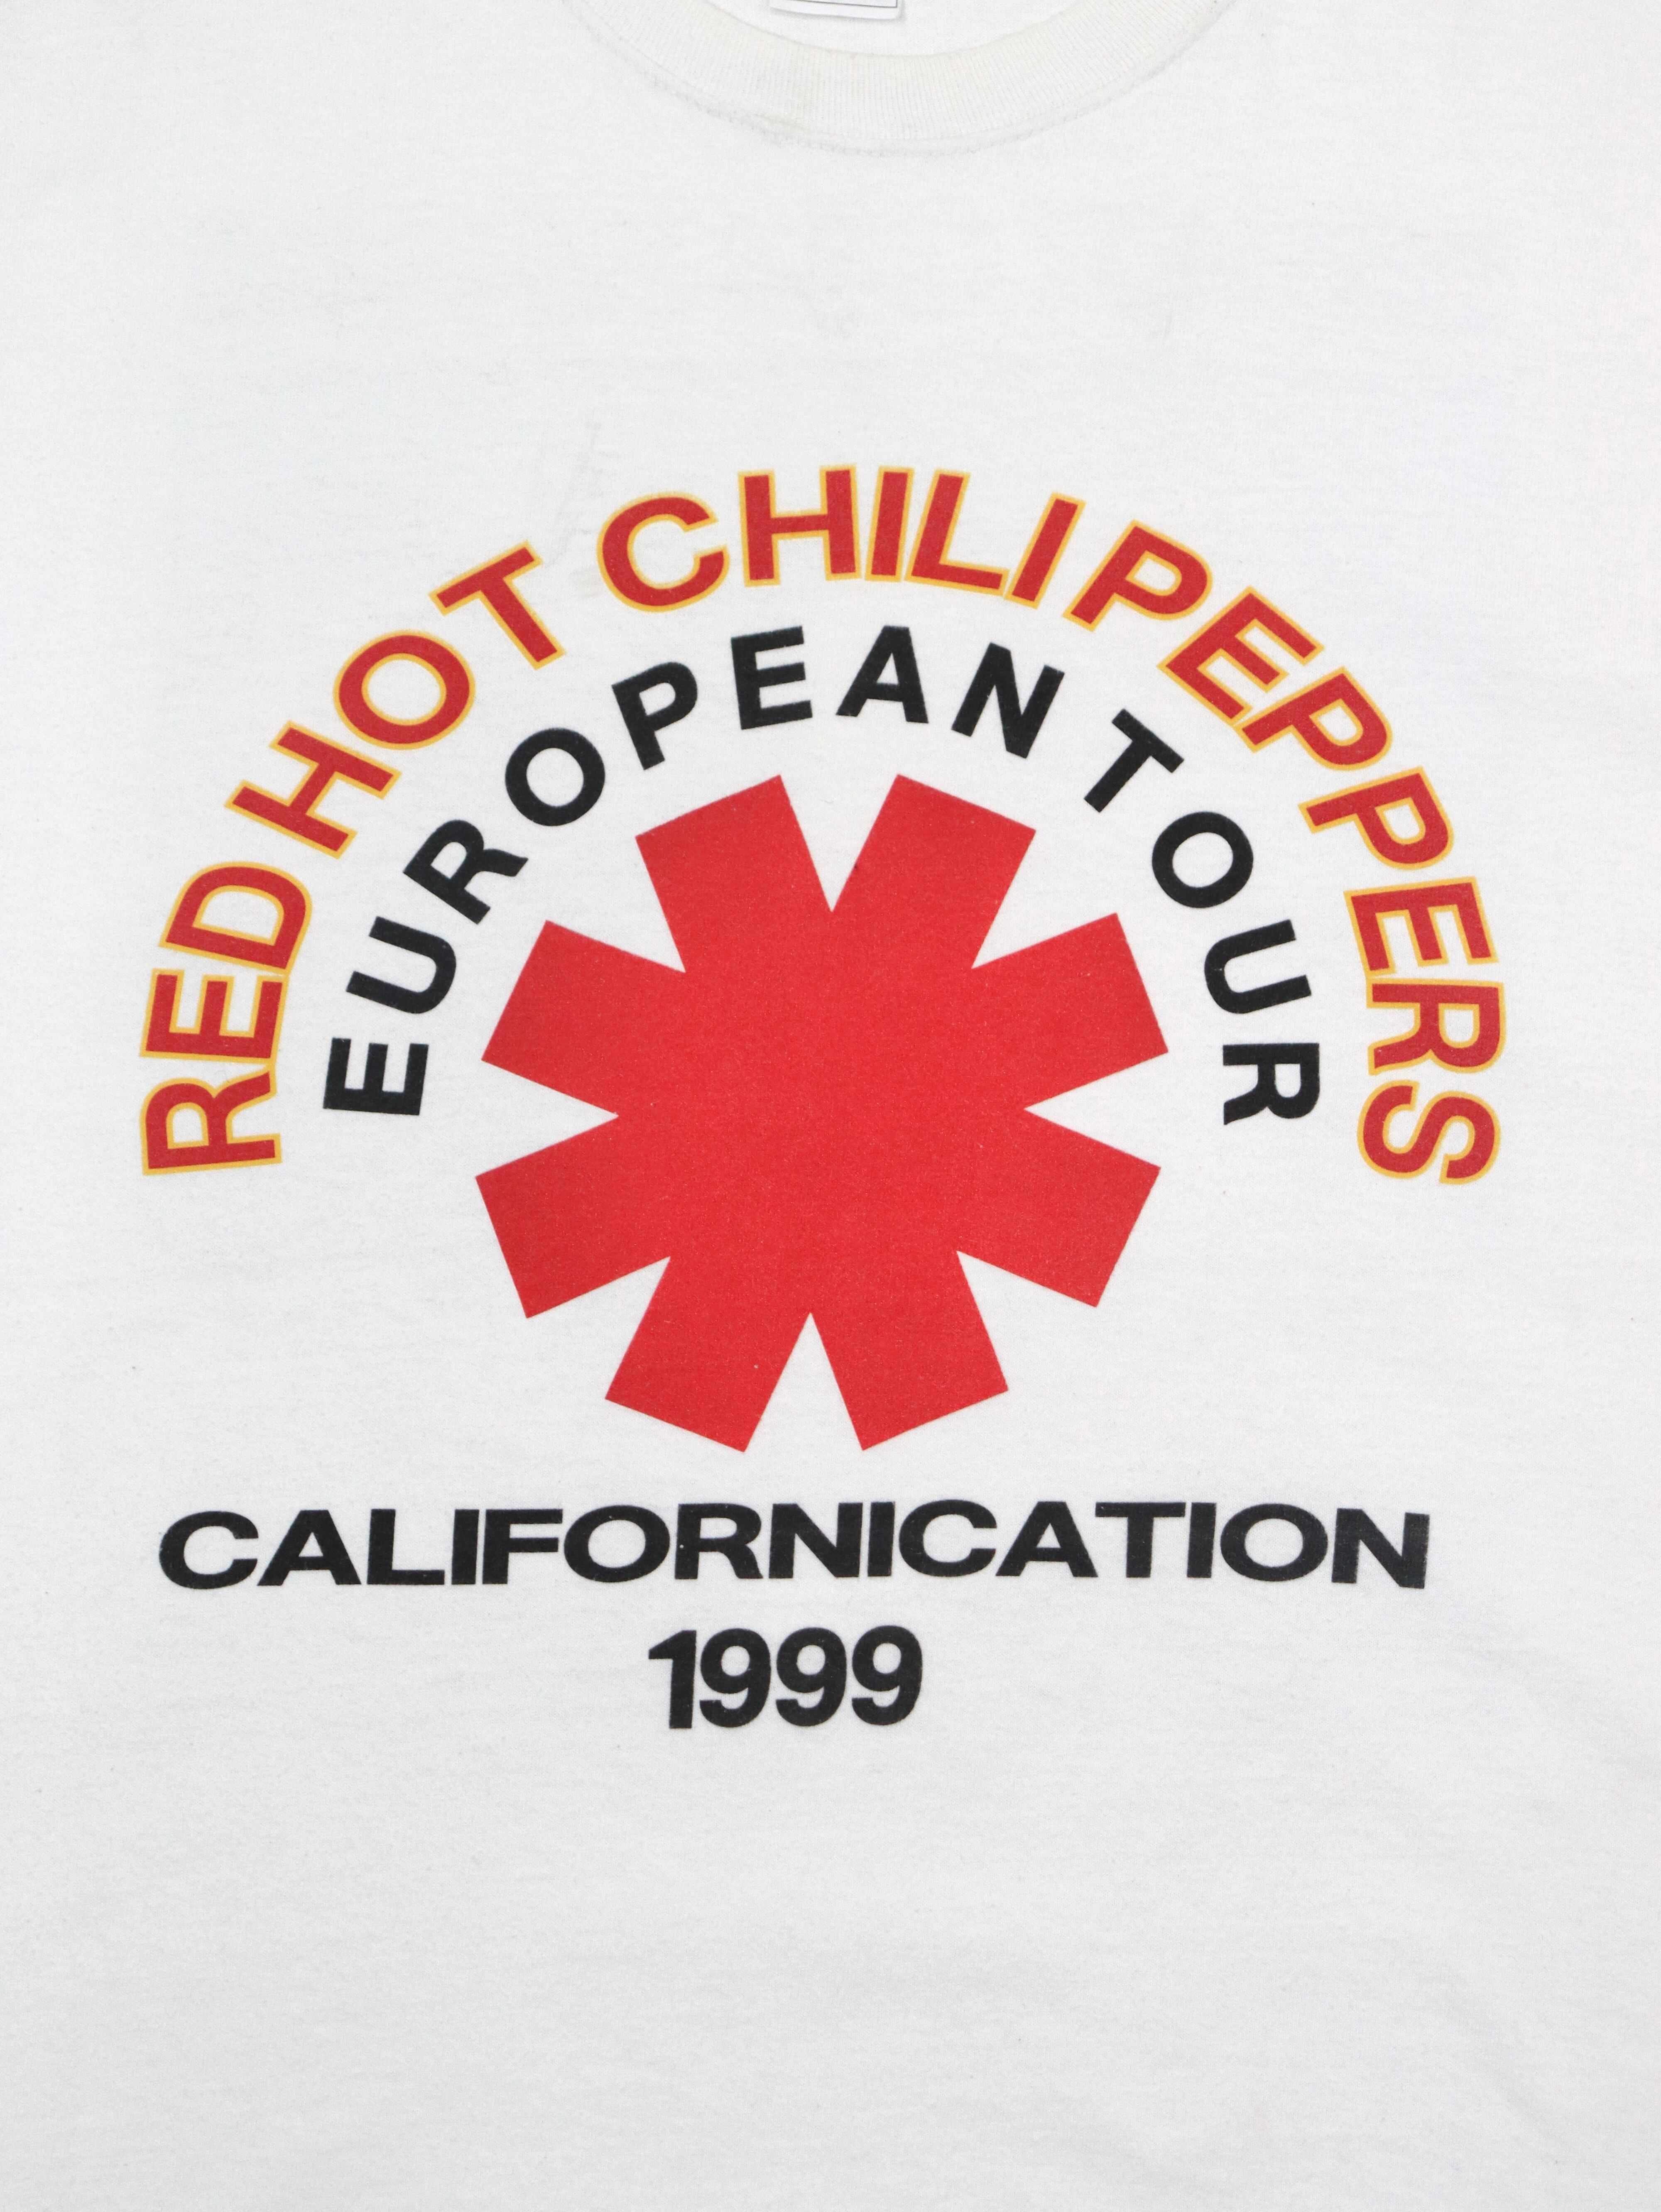 RED HOT CHILI PEPPERS
EUROPEAN TOUR
CALIFORNICATION
1999